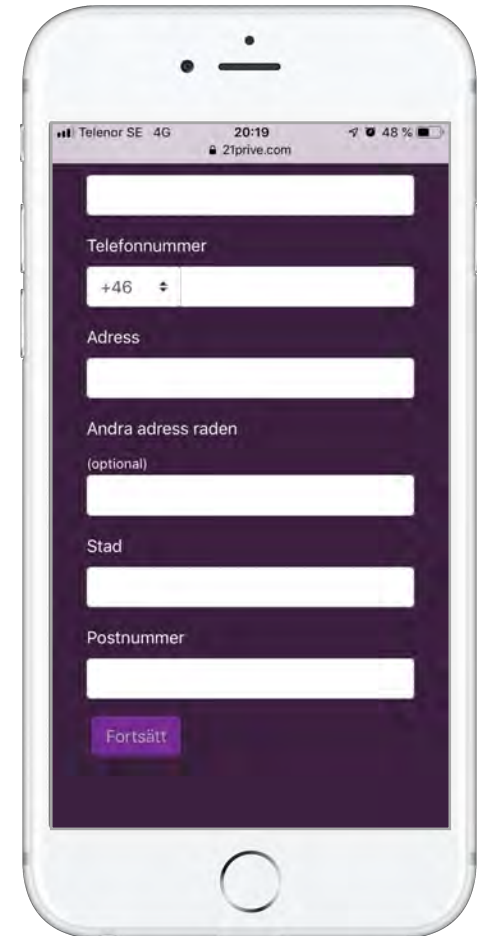 Telenor SE 4G 20:19 48 %
21prive.com
Telefonnummer
+46
Adress
Andra adress raden
(optional)
Stad
Postnummer
Fortsätt